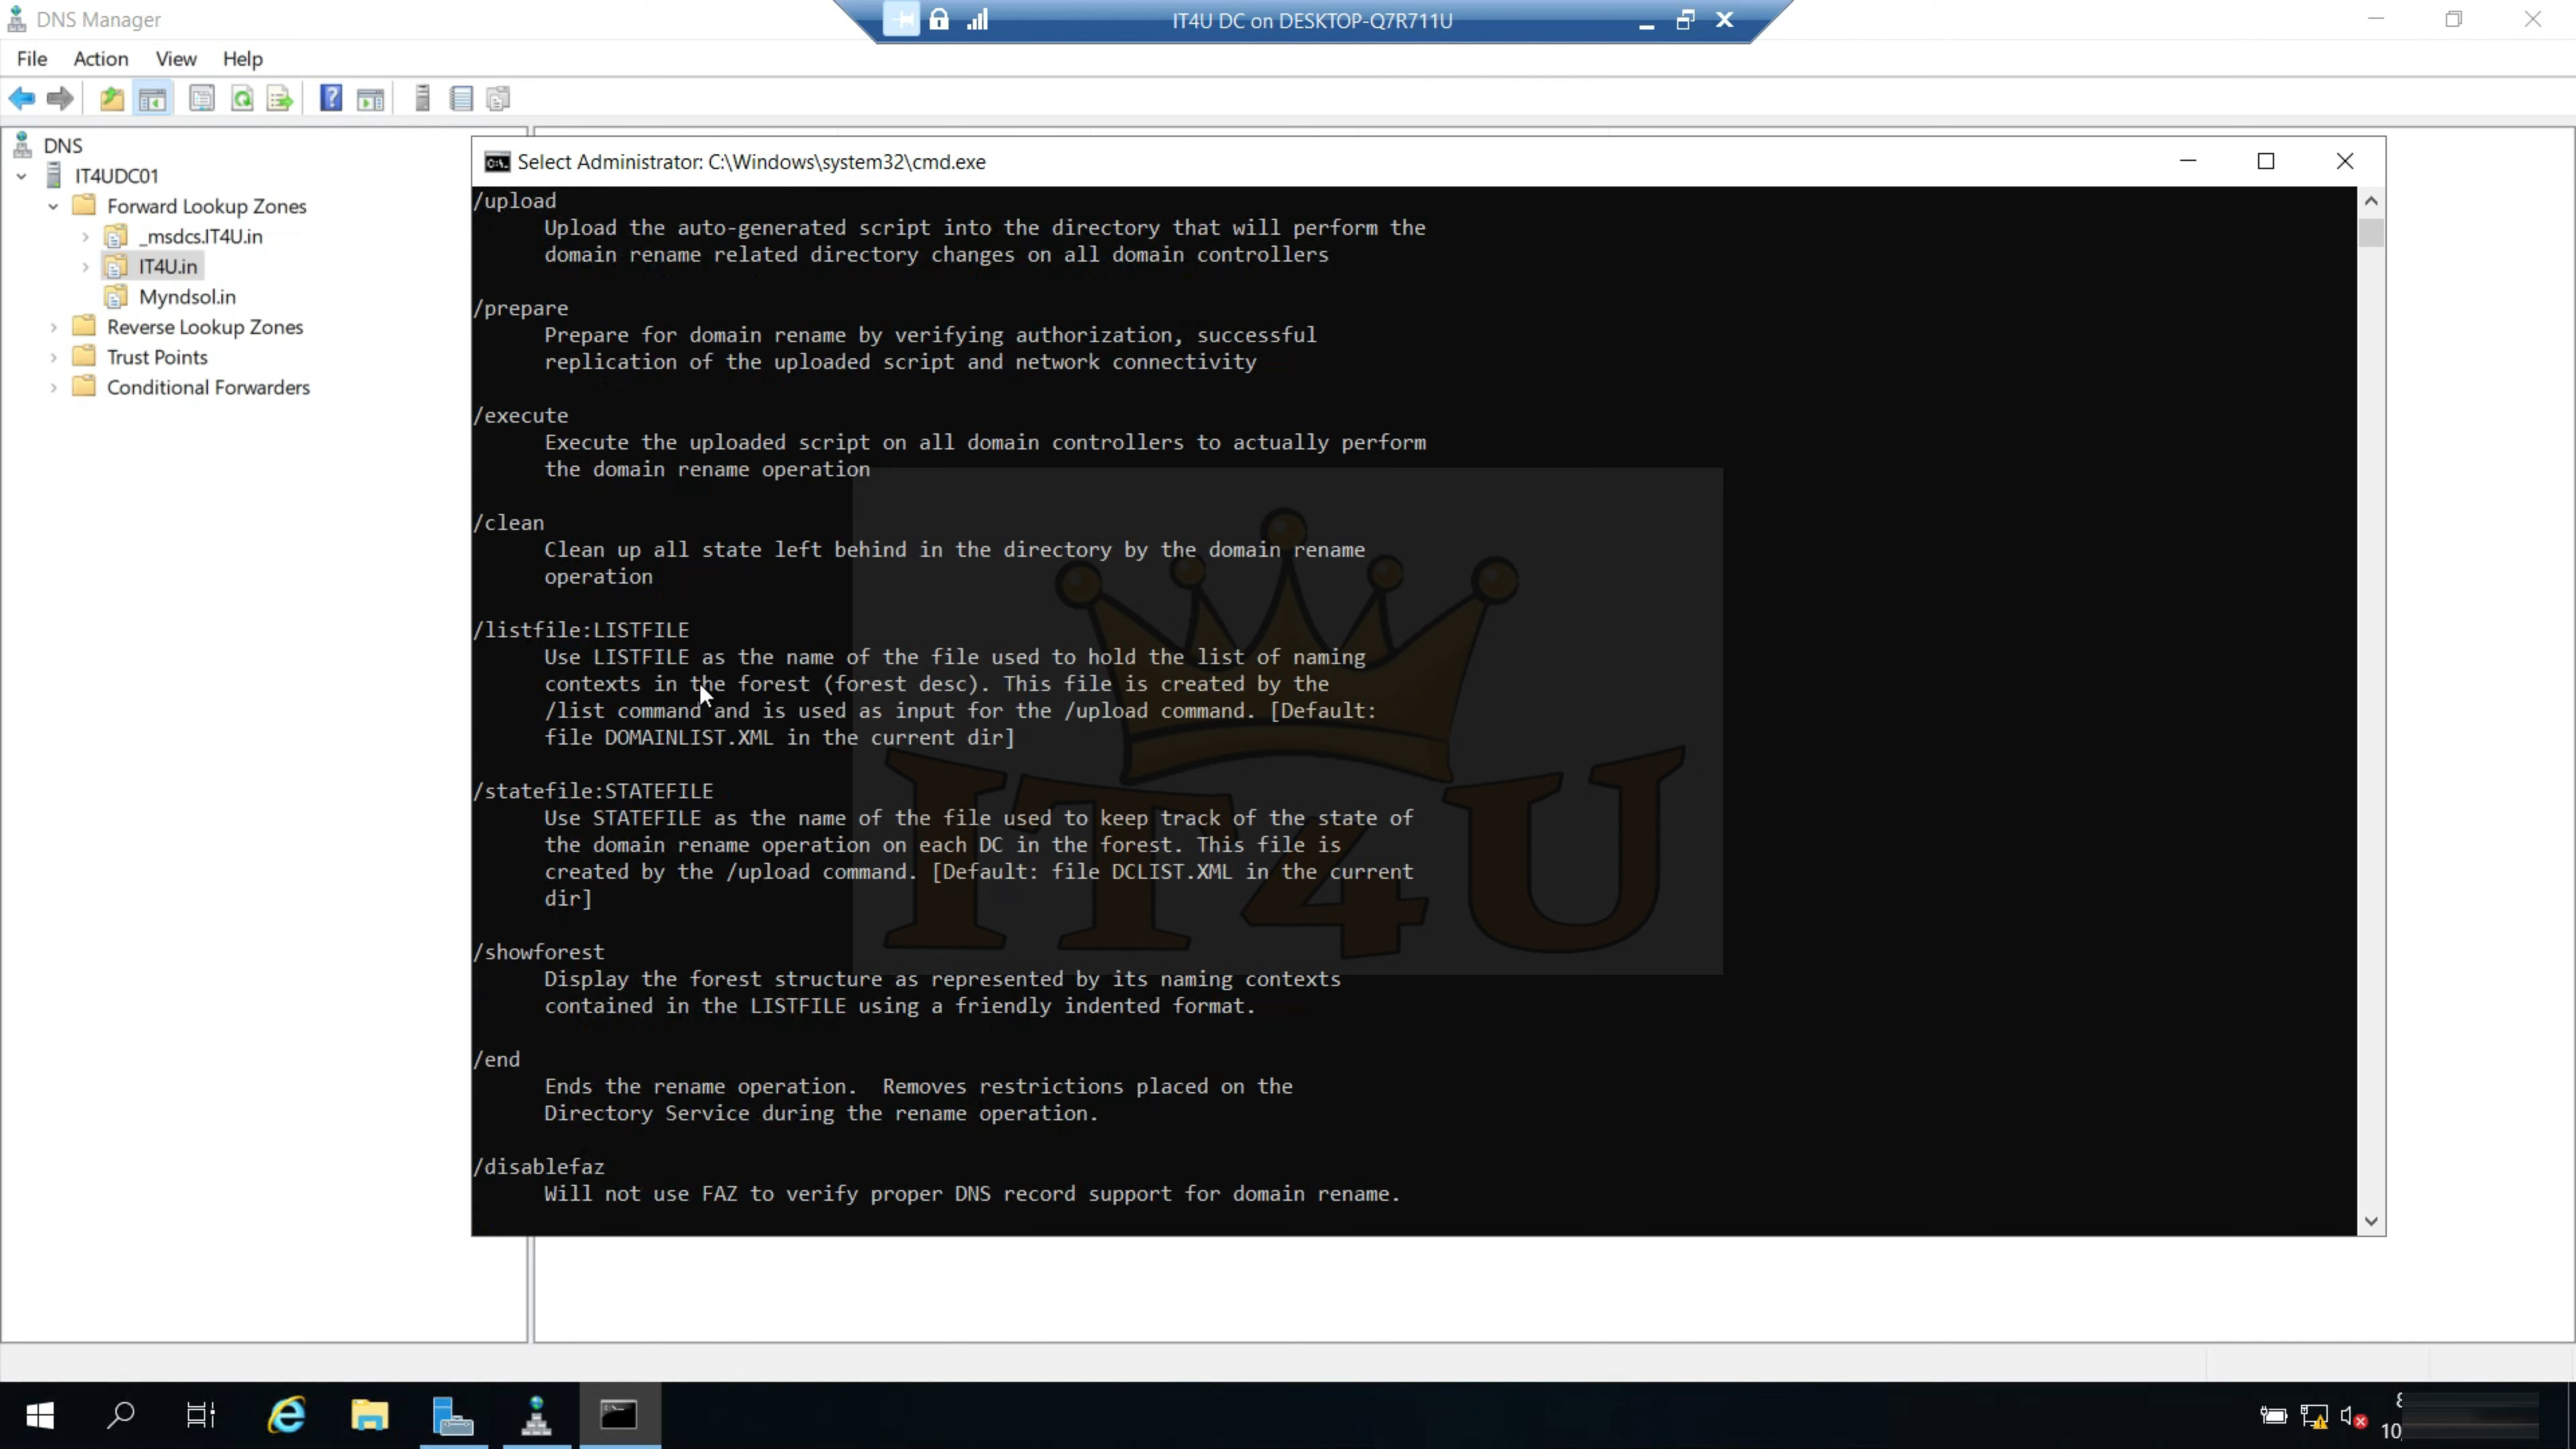 DNS Manager
IT4U DC on DESKTOP-Q7R711U
File Action View Help
DNS
IT4UDC01
Forward Lookup Zones
_msdcs.IT4U.in
IT4U.in
Myndsol.in
Reverse Lookup Zones
Trust Points
Conditional Forwarders
Select Administrator: C:\Windows\system32\cmd.exe
/upload
Upload the auto-generated script into the directory that will perform the
domain rename related directory changes on all domain controllers
/prepare
Prepare for domain rename by verifying authorization, successful
replication of the uploaded script and network connectivity
/execute
Execute the uploaded script on all domain controllers to actually perform
the domain rename operation
/clean
Clean up all state left behind in the directory by the domain rename
operation
/listfile:LISTFILE
Use LISTFILE as the name of the file used to hold the list of naming
contexts in the forest (forest desc). This file is created by the
/list command and is used as input for the /upload command. [Default:
file DOMAINLIST.XML in the current dir]
/statefile:STATEFILE
Use STATEFILE as the name of the file used to keep track of the state of
the domain rename operation on each DC in the forest. This file is
created by the /upload command. [Default: file DCLIST.XML in the current
dir]
/showforest
Display the forest structure as represented by its naming contexts
contained in the LISTFILE using a friendly indented format.
/end
Ends the rename operation.  Removes restrictions placed on the
Directory Service during the rename operation.
/disablefaz
Will not use FAZ to verify proper DNS record support for domain rename.
IT4U